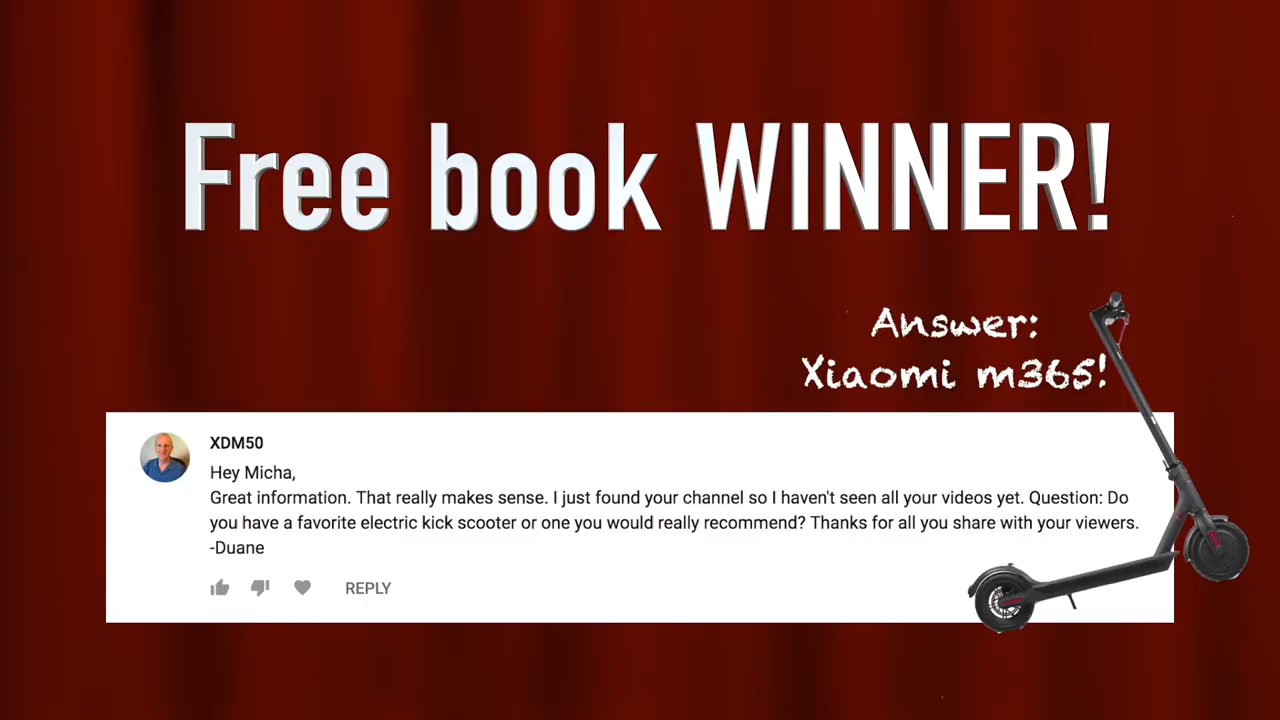 Free book WINNER!
Answer:
Xiaomi m365!
XDM50
Hey Micha,
Great information. That really makes sense. I just found your channel so I haven't seen all your videos yet. Question: Do
you have a favorite electric kick scooter or one you would really recommend? Thanks for all you share with your viewers.
-Duane
REPLY